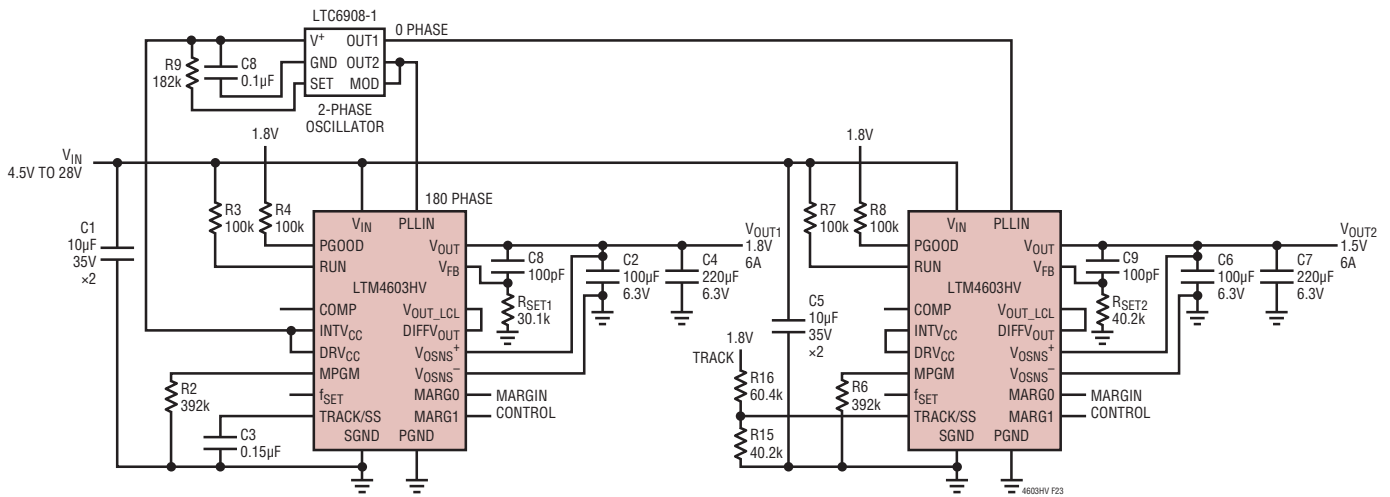 LTC6908-1
V+
GND
SET
OUT1
OUT2
MOD
2-PHASE
OSCILLATOR
0 PHASE
R9
182k
C8
0.1µF
VIN
4.5V TO 28V
C1
10µF
35V
×2
R3
100k
1.8V
R4
100k
180 PHASE
VIN
PLLIN
PGOOD
RUN
COMP
INTVCC
DRVCC
MPGM
fSET
TRACK/SS
SGND
PGND
LTM4603HV
VOUT
VFB
VOUT_LCL
DIFFVOUT
VOSNS+
VOSNS–
MARG0
MARG1
MARGIN
CONTROL
R2
392k
C3
0.15µF
C8
100pF
RSET1
30.1k
C2
100µF
6.3V
C4
220µF
6.3V
VOUT1
1.8V
6A
C5
10µF
35V
×2
R7
100k
1.8V
R8
100k
1.8V
TRACK
R16
60.4k
R15
40.2k
R6
392k
VIN
PLLIN
PGOOD
RUN
COMP
INTVCC
DRVCC
MPGM
fSET
TRACK/SS
SGND
PGND
LTM4603HV
VOUT
VFB
VOUT_LCL
DIFFVOUT
VOSNS+
VOSNS–
MARG0
MARG1
MARGIN
CONTROL
C9
100pF
RSET2
40.2k
C6
100µF
6.3V
C7
220µF
6.3V
VOUT2
1.5V
6A
4603HV F23